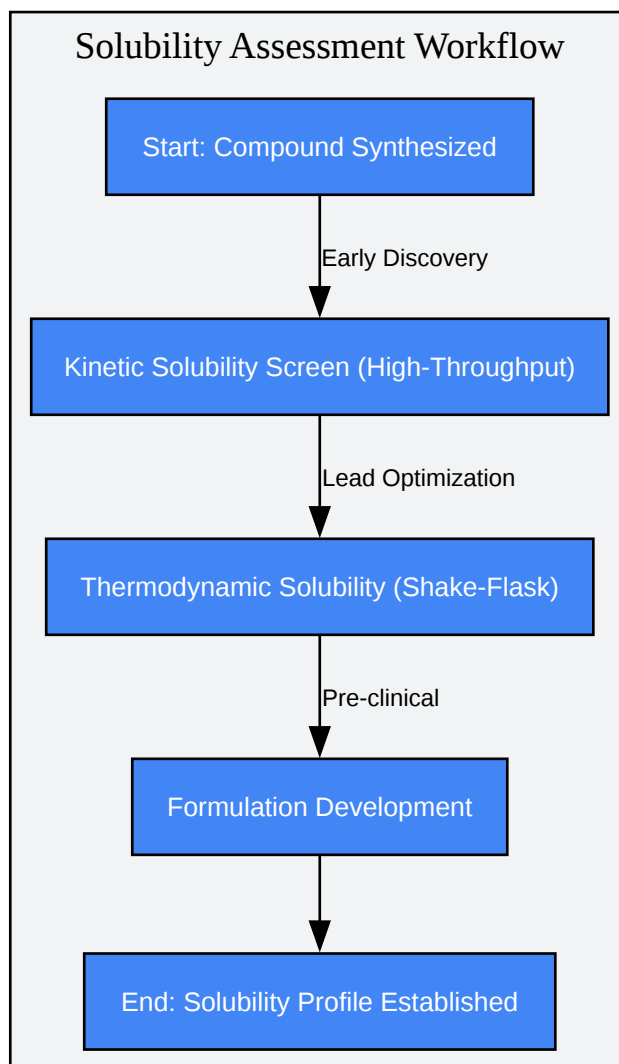 Solubility Assessment Workflow
Start: Compound Synthesized
Early Discovery
Kinetic Solubility Screen (High-Throughput)
Lead Optimization
Thermodynamic Solubility (Shake-Flask)
Pre-clinical
Formulation Development
End: Solubility Profile Established